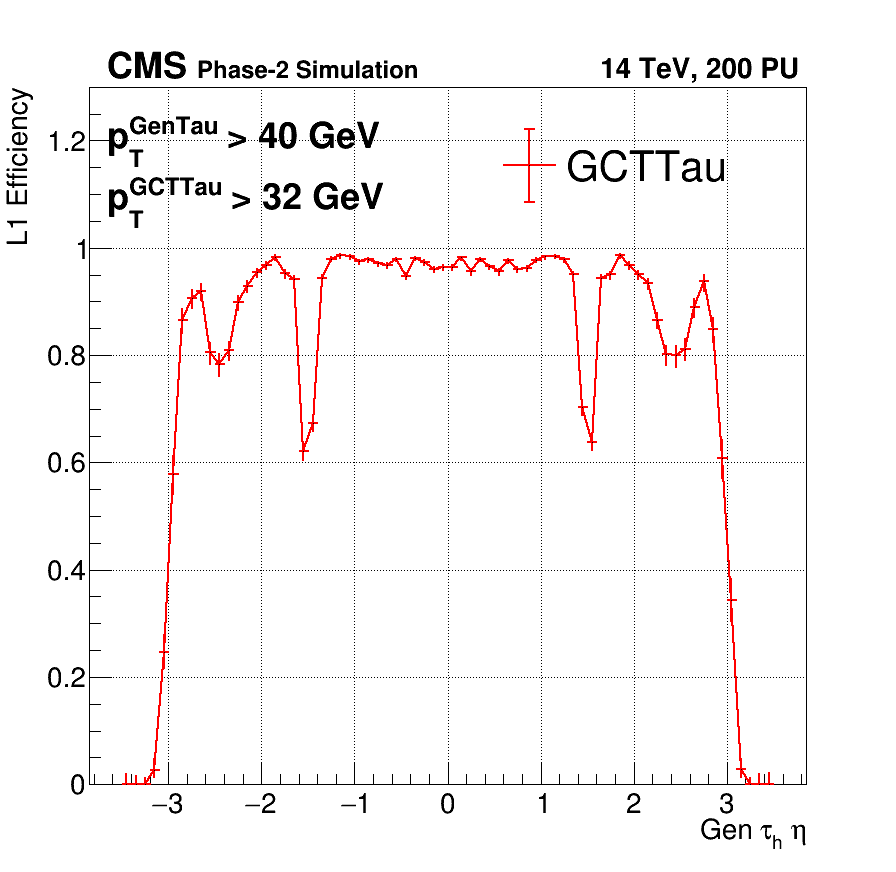 CMS Phase-2 Simulation 14 TeV, 200 PU
L1 Efficiency
p_T^GenTau > 40 GeV
p_T^GCTTau > 32 GeV
GCTTau
1.2
1
0.8
0.6
0.4
0.2
0
−3 −2 −1 0 1 2 3
Gen τ_h η